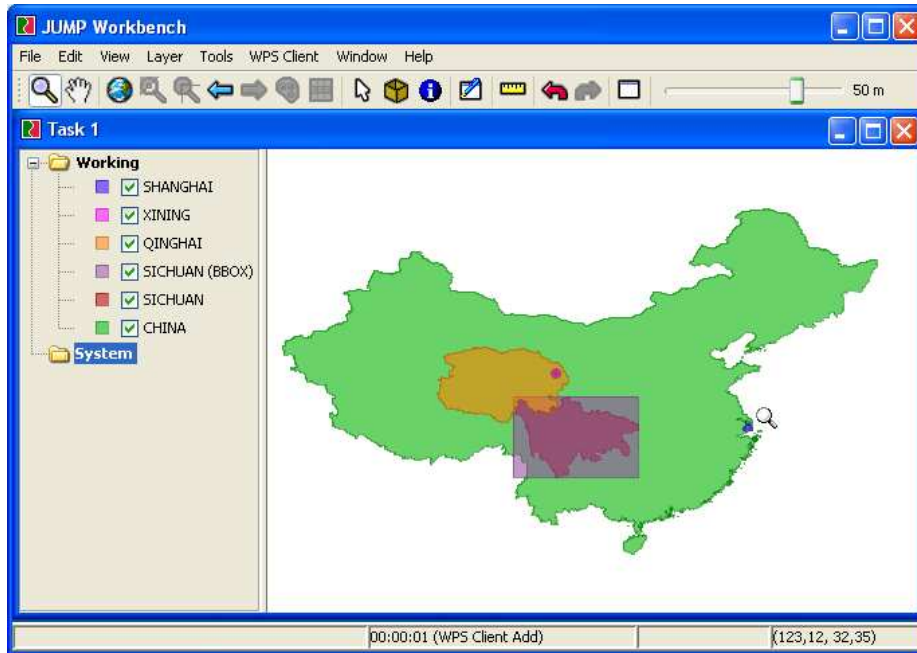 JUMP Workbench
File Edit View Layer Tools WPS Client Window Help
50 m
Task 1
Working
SHANGHAI
XINING
QINGHAI
SICHUAN (BBOX)
SICHUAN
CHINA
System
00:00:01 (WPS Client Add)
(123,12, 32,35)